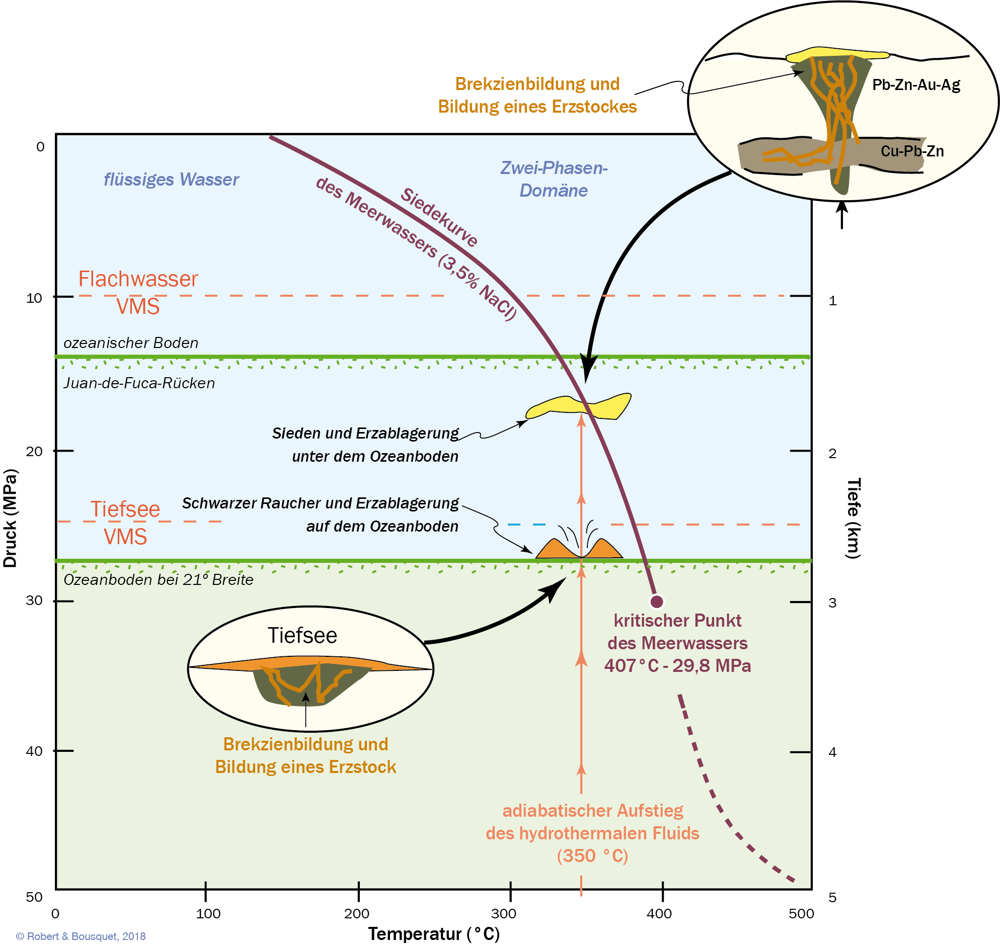 Brekzienbildung und
Bildung eines Erzstockes
Pb-Zn-Au-Ag
Cu-Pb-Zn
0
10
20
30
40
50
Druck (MPa)
flüssiges Wasser
Zwei-Phasen-
Domäne
Siedekurve
des Meerwassers (3,5% NaCl)
Flachwasser
VMS
ozeanischer Boden
Juan-de-Fuca-Rücken
Sieden und Erzablagerung
unter dem Ozeanboden
Schwarzer Raucher und Erzablagerung
auf dem Ozeanboden
Tiefsee
VMS
Ozeanboden bei 21° Breite
Tiefsee
Brekzienbildung und
Bildung eines Erzstock
kritischer Punkt
des Meerwassers
407°C - 29,8 MPa
adiabatischer Aufstieg
des hydrothermalen Fluids
(350 °C)
1
2
3
4
5
Tiefe (km)
0
100
200
300
400
500
Temperatur (°C)
© Robert & Bousquet, 2018